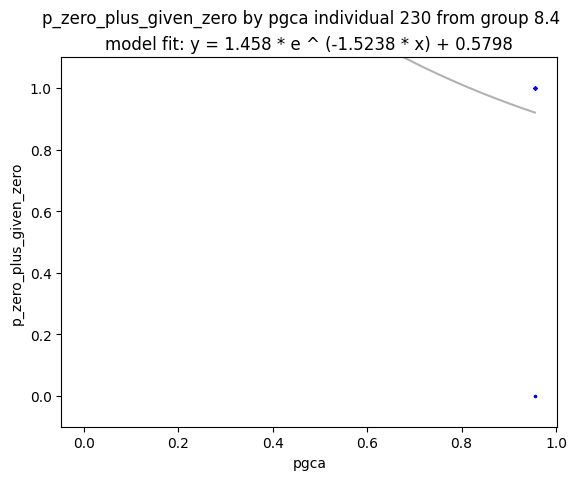 p_zero_plus_given_zero by pgca individual 230 from group 8.4
model fit: y = 1.458 * e ^ (-1.5238 * x) + 0.5798
1.0
0.8
0.6
0.4
0.2
0.0
p_zero_plus_given_zero
0.0 0.2 0.4 0.6 0.8 1.0
pgca